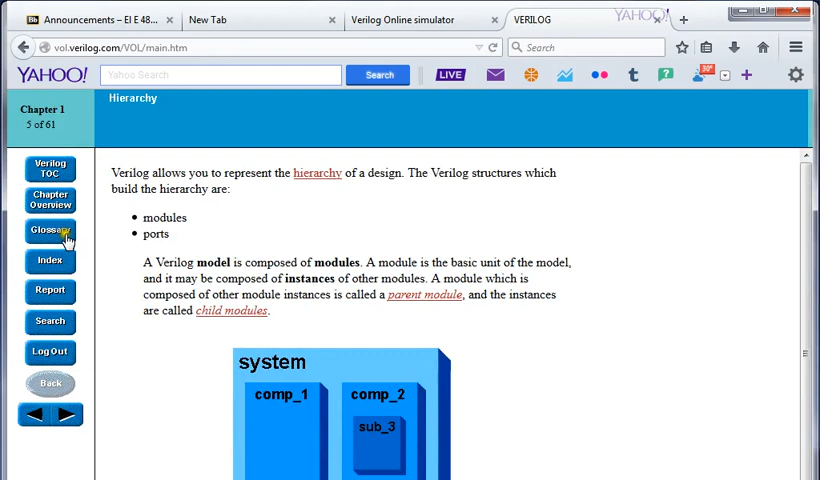 YAHOO!
Bb Announcements – EI E 48...
New Tab
Verilog Online simulator
VERILOG
vol.verilog.com/VOL/main.htm
Search
YAHOO!
Yahoo Search
Search
LIVE
t
?
30°
Chapter 1
5 of 61
Hierarchy
Verilog
TOC
Chapter
Overview
Glossary
Index
Report
Search
Log Out
Back
Verilog allows you to represent the hierarchy of a design. The Verilog structures which
build the hierarchy are:
• modules
• ports
A Verilog model is composed of modules. A module is the basic unit of the model,
and it may be composed of instances of other modules. A module which is
composed of other module instances is called a parent module, and the instances
are called child modules.
system
comp_1
comp_2
sub_3